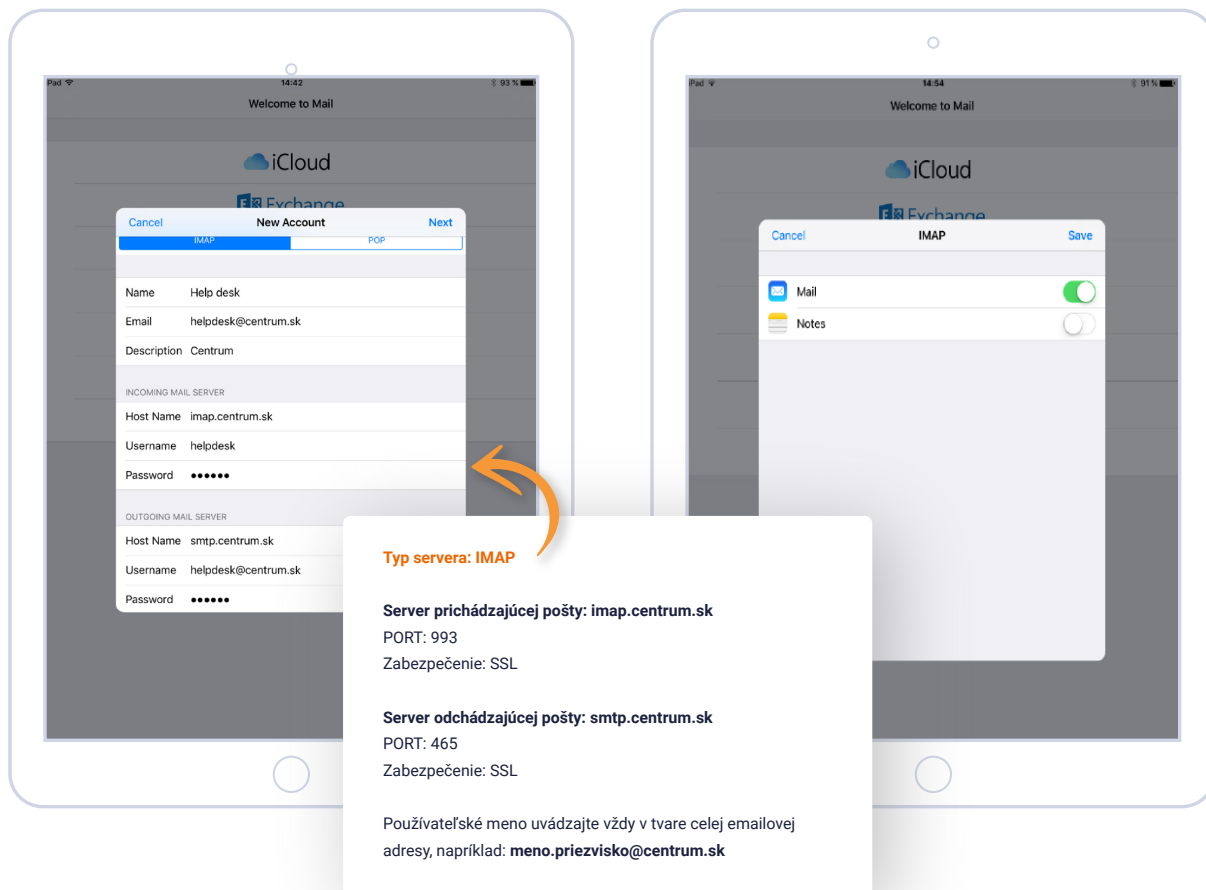 Pad 14:42 93 %
Welcome to Mail
iCloud
Exchange
Cancel New Account Next
IMAP POP
Name Help desk
Email helpdesk@centrum.sk
Description Centrum
INCOMING MAIL SERVER
Host Name imap.centrum.sk
Username helpdesk
Password ••••••
OUTGOING MAIL SERVER
Host Name smtp.centrum.sk
Username helpdesk@centrum.sk
Password ••••••
iPad 14:54 91 %
Welcome to Mail
iCloud
Exchange
Cancel IMAP Save
Mail
Notes
Typ servera: IMAP
Server prichádzajúcej pošty: imap.centrum.sk
PORT: 993
Zabezpečenie: SSL
Server odchádzajúcej pošty: smtp.centrum.sk
PORT: 465
Zabezpečenie: SSL
Používateľské meno uvádzajte vždy v tvare celej emailovej
adresy, napríklad: meno.priezvisko@centrum.sk